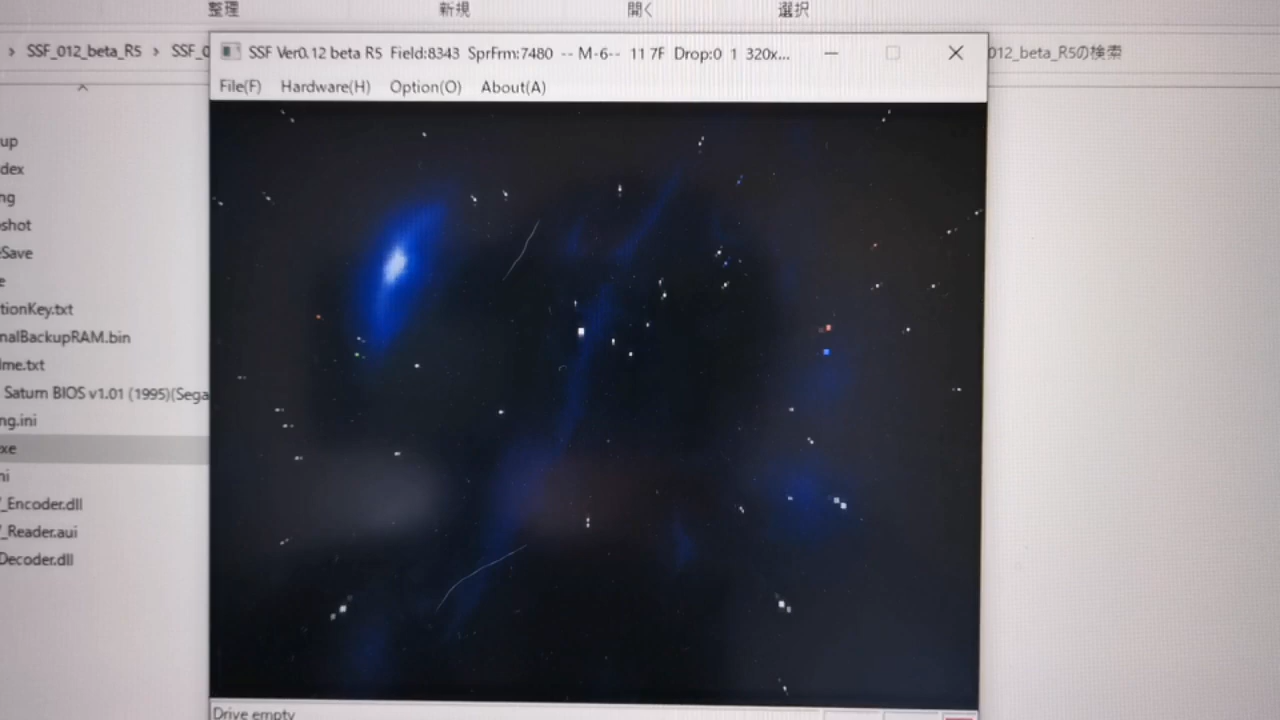 整理 新規 開く 選択
› SSF_012_beta_R5 › SSF_0
012_beta_R5の検索
SSF Ver0.12 beta R5 Field:8343 SprFrm:7480 -- M-6-- 11 7F Drop:0 1 320x...
File(F) Hardware(H) Option(O) About(A)
up
dex
ng
shot
Save
e
tionKey.txt
nalBackupRAM.bin
me.txt
Saturn BIOS v1.01 (1995)(Sega
ng.ini
xe
ni
_Encoder.dll
_Reader.aui
Decoder.dll
Drive empty